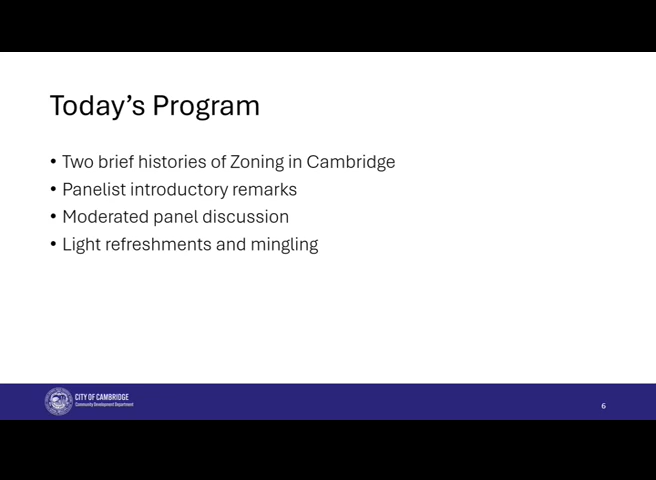 Today's Program
• Two brief histories of Zoning in Cambridge
• Panelist introductory remarks
• Moderated panel discussion
• Light refreshments and mingling
CITY OF CAMBRIDGE
Community Development Department
6